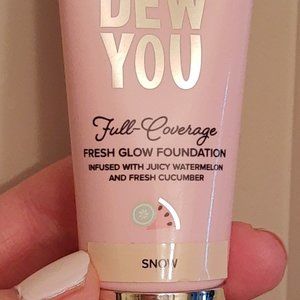 DEW
YOU
Full-Coverage
FRESH GLOW FOUNDATION
INFUSED WITH JUICY WATERMELON
AND FRESH CUCUMBER
SNOW